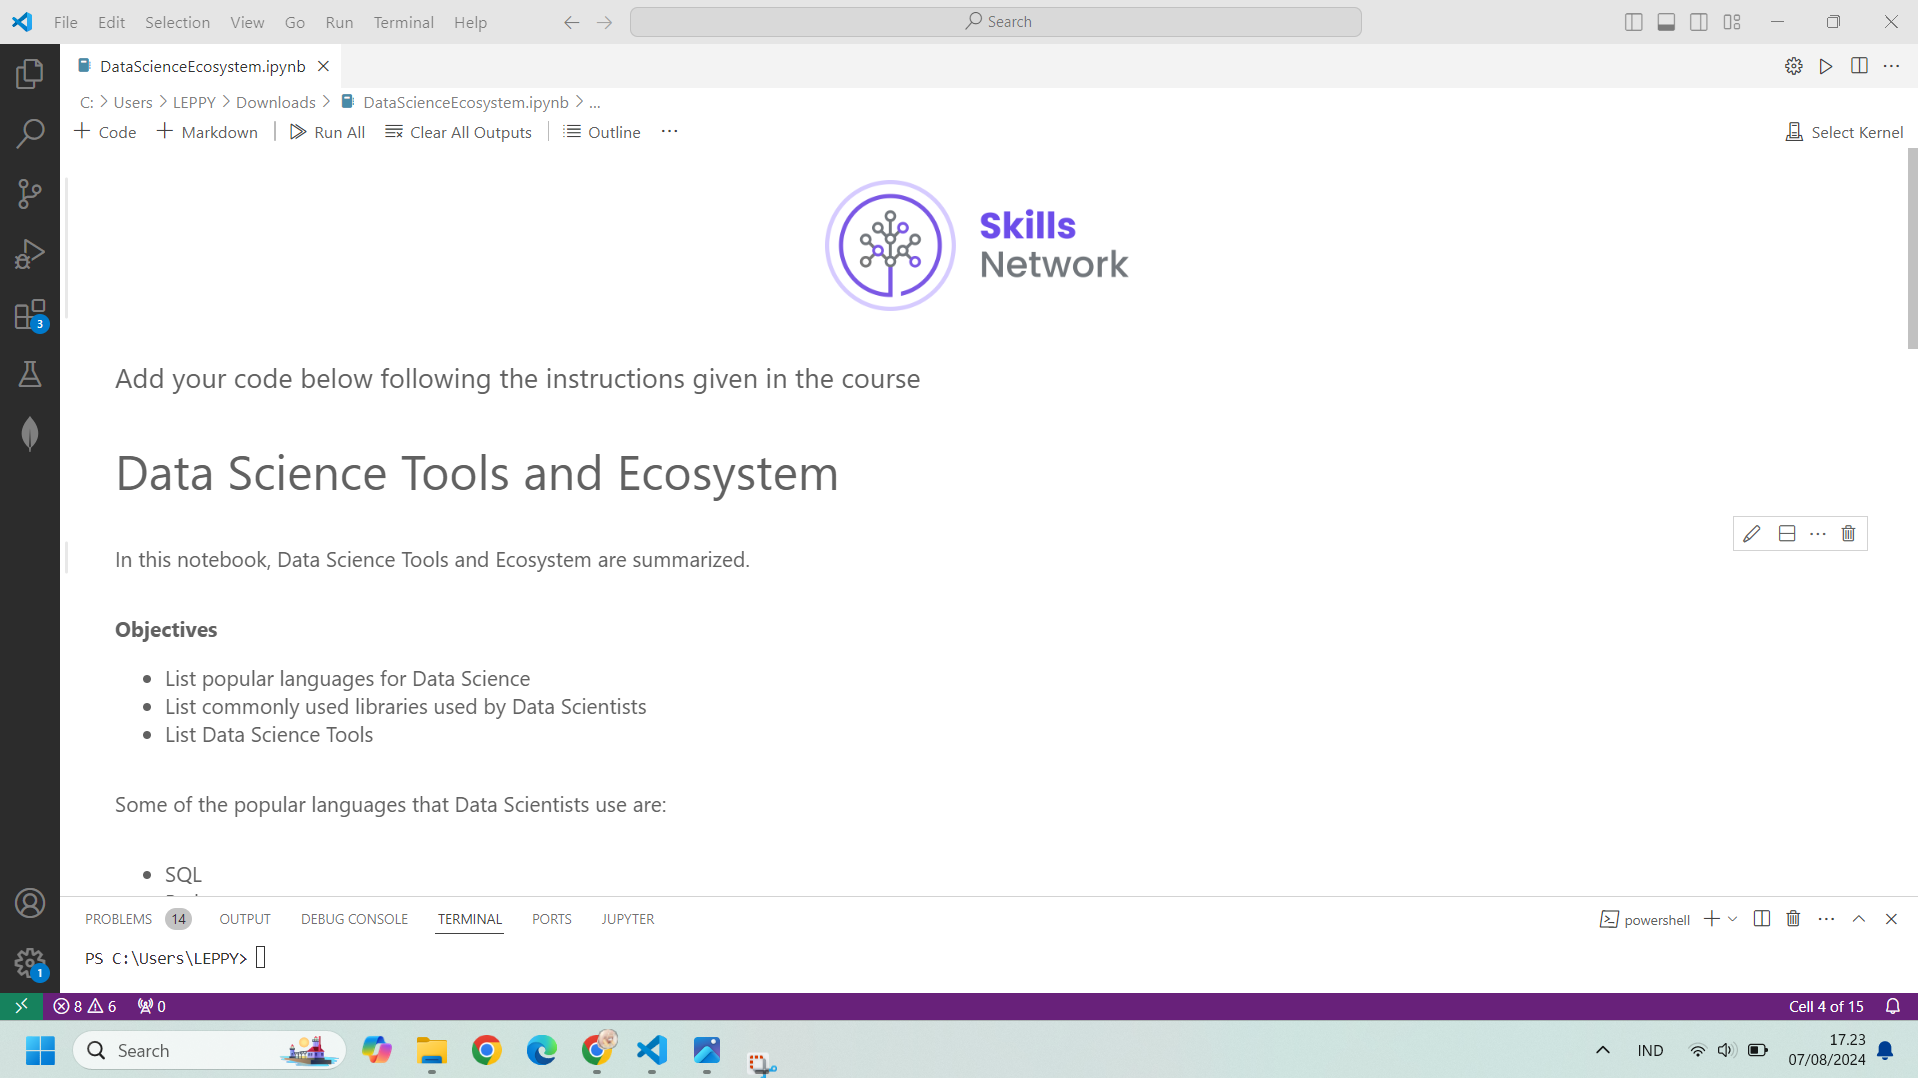 File Edit Selection View Go Run Terminal Help
Search
DataScienceEcosystem.ipynb
C: > Users > LEPPY > Downloads > DataScienceEcosystem.ipynb > ...
+ Code + Markdown | Run All Clear All Outputs | Outline ...
Select Kernel
Skills
Network
Add your code below following the instructions given in the course
Data Science Tools and Ecosystem
In this notebook, Data Science Tools and Ecosystem are summarized.
Objectives
• List popular languages for Data Science
• List commonly used libraries used by Data Scientists
• List Data Science Tools
Some of the popular languages that Data Scientists use are:
• SQL
3
1
PROBLEMS 14 OUTPUT DEBUG CONSOLE TERMINAL PORTS JUPYTER
powershell
PS C:\Users\LEPPY>
8 6 0
Cell 4 of 15
Search
IND
17.23
07/08/2024